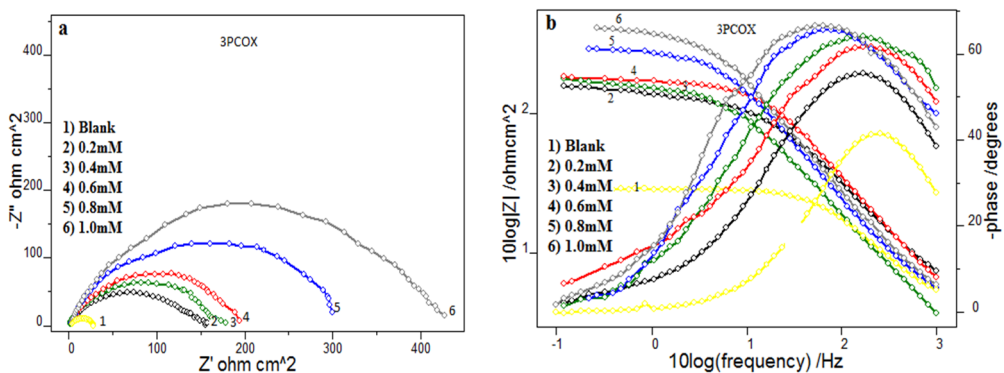 a
3PCOX
400
300
200
100
0
-Z'' ohm cm^2
1) Blank
2) 0.2mM
3) 0.4mM
4) 0.6mM
5) 0.8mM
6) 1.0mM
1
2
3
4
5
6
0
100
200
300
400
Z' ohm cm^2
b
3PCOX
6
5
4
2
1
2
1
10log|Z| /ohmcm^2
1) Blank
2) 0.2mM
3) 0.4mM
4) 0.6mM
5) 0.8mM
6) 1.0mM
60
40
20
0
-phase /degrees
-1
0
1
2
3
10log(frequency) /Hz